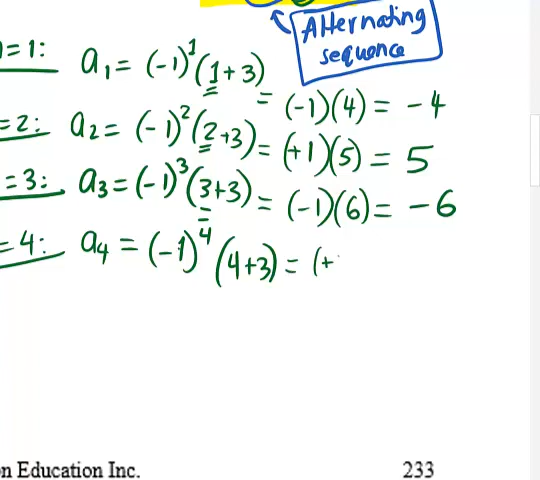 Alternating
sequence
=1: a₁ = (-1)¹(1+3) = (-1)(4) = -4
=2: a₂ = (-1)²(2+3) = (+1)(5) = 5
=3: a₃ = (-1)³(3+3) = (-1)(6) = -6
=4: a₄ = (-1)⁴(4+3) = (+
n Education Inc. 233